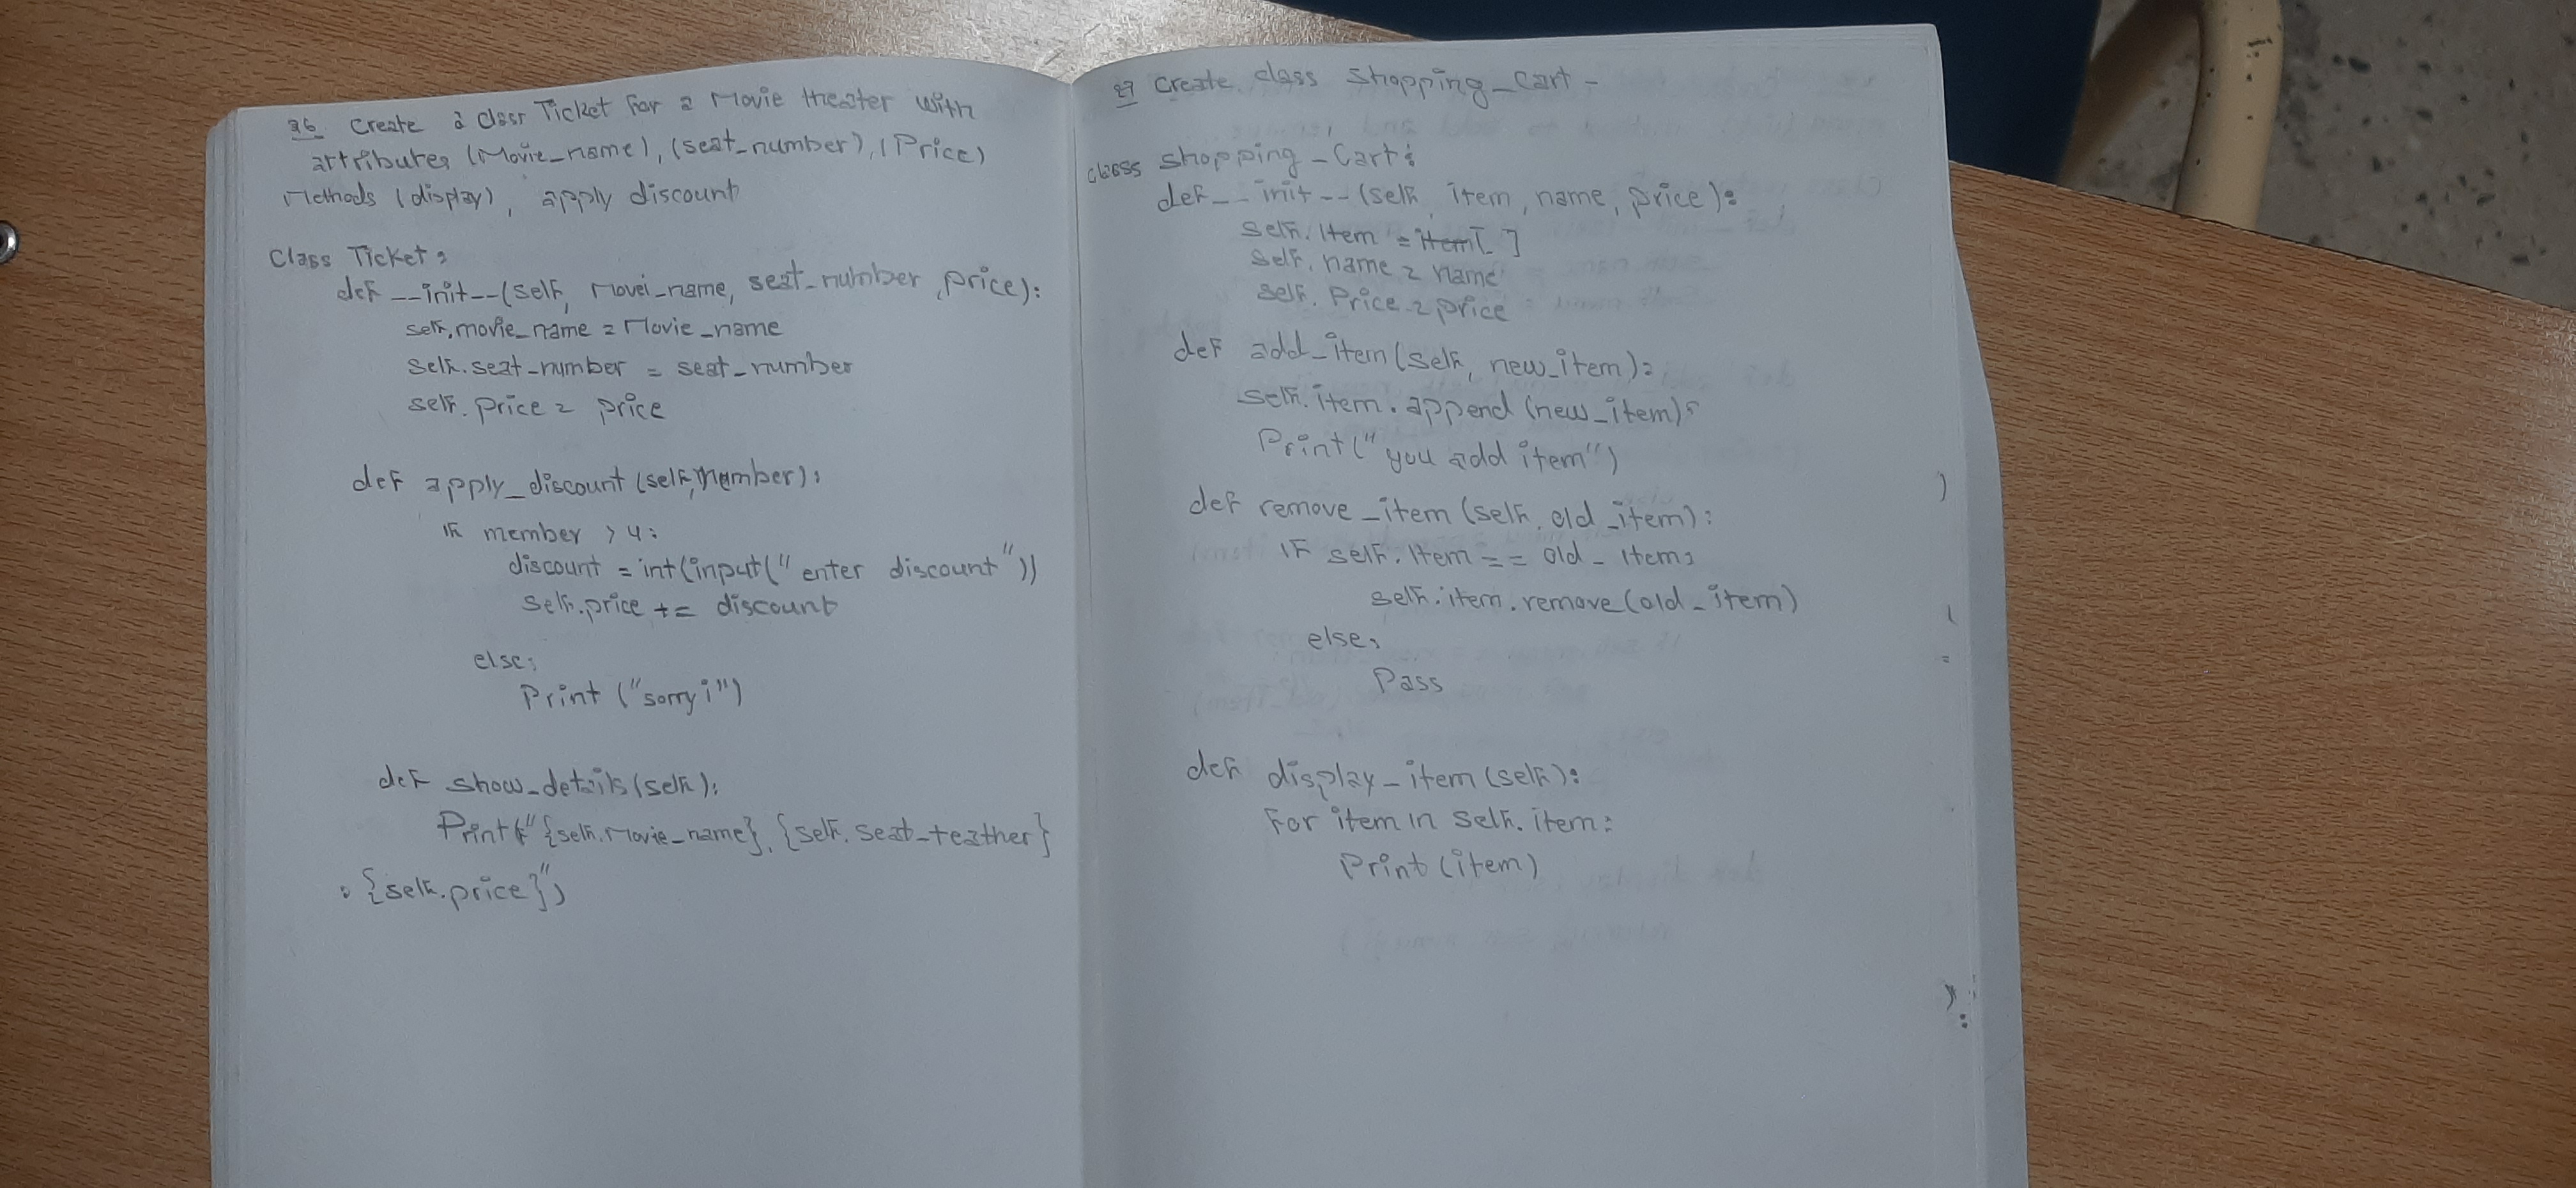 26 Create a class Ticket For a Movie theater with
attributes (Movie_name), (seat_number), (Price)
Methods (display), apply discount
Class Ticket:
def __init__(self, Movei_name, seat_number, price):
self.movie_name = Movie_name
self.seat_number = seat_number
self.price = price
def apply_discount(self, member):
if member > 4:
discount = int(input("enter discount"))
self.price += discount
else:
print("sorry!")
def show_details(self):
Print(f"{self.Movie_name}, {self.seat_teather}
, {self.price}")
27 Create class shopping_Cart -
class shopping_Cart:
def __init__(self, item, name, price):
self.item = []
self.name = name
self.price = price
def add_item(self, new_item):
self.item.append(new_item)
Print("you add item")
def remove_item(self, old_item):
if self.item == old_item:
self.item.remove(old_item)
else:
Pass
def display_item(self):
For item in self.item:
print(item)